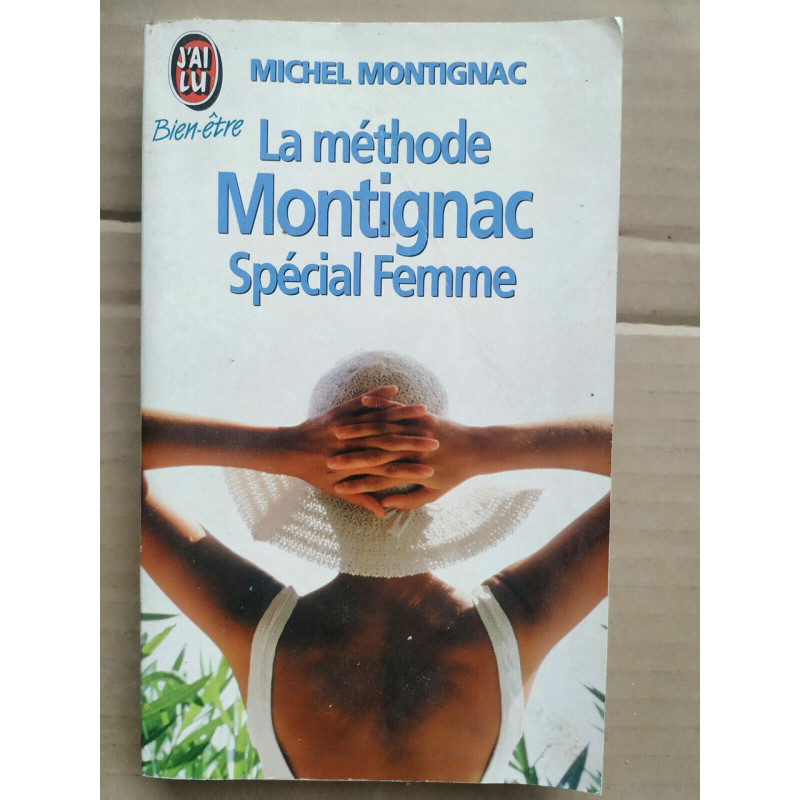 J'AI
LU
Bien-être
MICHEL MONTIGNAC
La méthode
Montignac
Spécial Femme